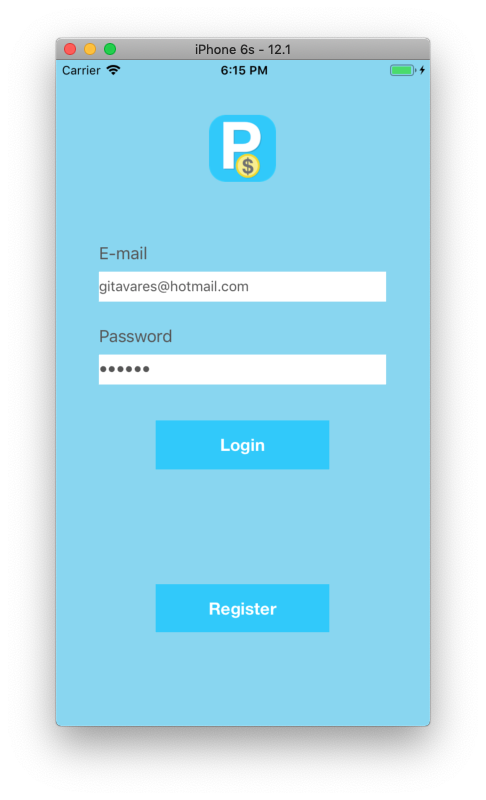 iPhone 6s - 12.1
Carrier 6:15 PM
P
$
E-mail
gitavares@hotmail.com
Password
••••••
Login
Register